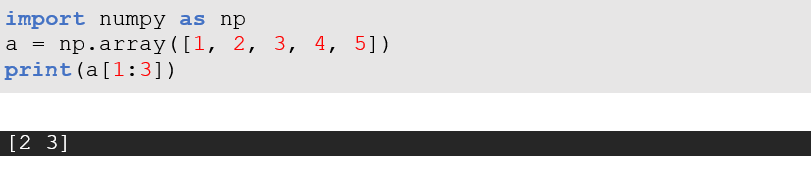 import numpy as np
a = np.array([1, 2, 3, 4, 5])
print(a[1:3])
[2 3]